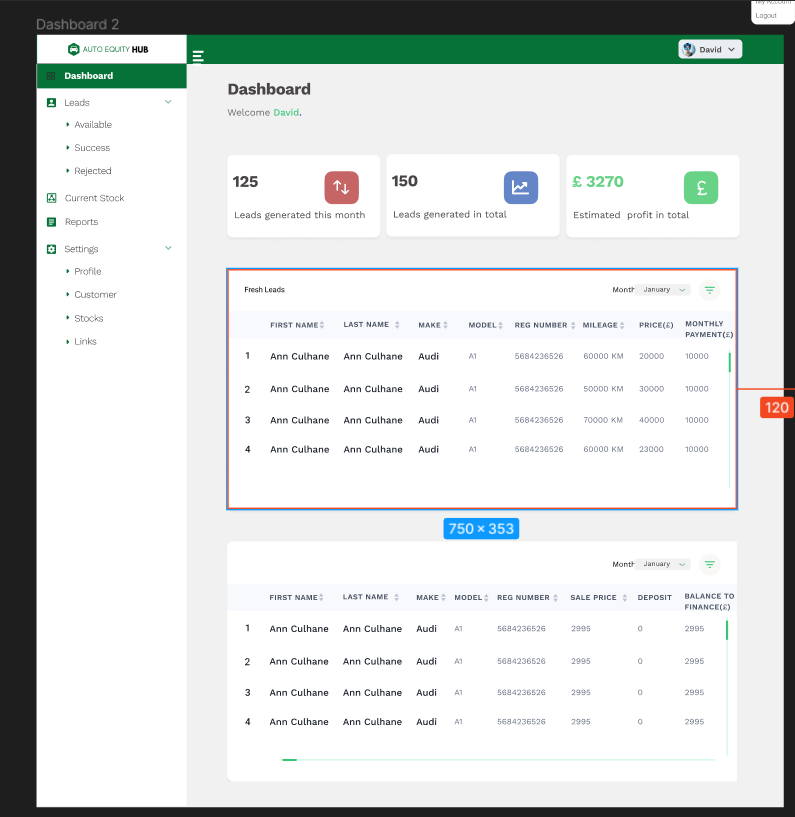 My Account
Logout
Dashboard 2
AUTO EQUITY HUB
David
Dashboard
Leads
Available
Success
Rejected
Current Stock
Reports
Settings
Profile
Customer
Stocks
Links
Dashboard
Welcome David.
125
Leads generated this month
150
Leads generated in total
£ 3270
£
Estimated profit in total
Fresh Leads
Month January
FIRST NAME LAST NAME MAKE MODEL REG NUMBER MILEAGE PRICE(£) MONTHLY
PAYMENT(£)
1 Ann Culhane Ann Culhane Audi A1 5684236526 60000 KM 20000 10000
2 Ann Culhane Ann Culhane Audi A1 5684236526 50000 KM 30000 10000
3 Ann Culhane Ann Culhane Audi A1 5684236526 70000 KM 40000 10000
4 Ann Culhane Ann Culhane Audi A1 5684236526 60000 KM 23000 10000
120
750 × 353
Month January
FIRST NAME LAST NAME MAKE MODEL REG NUMBER SALE PRICE DEPOSIT BALANCE TO
FINANCE(£)
1 Ann Culhane Ann Culhane Audi A1 5684236526 2995 0 2995
2 Ann Culhane Ann Culhane Audi A1 5684236526 2995 0 2995
3 Ann Culhane Ann Culhane Audi A1 5684236526 2995 0 2995
4 Ann Culhane Ann Culhane Audi A1 5684236526 2995 0 2995